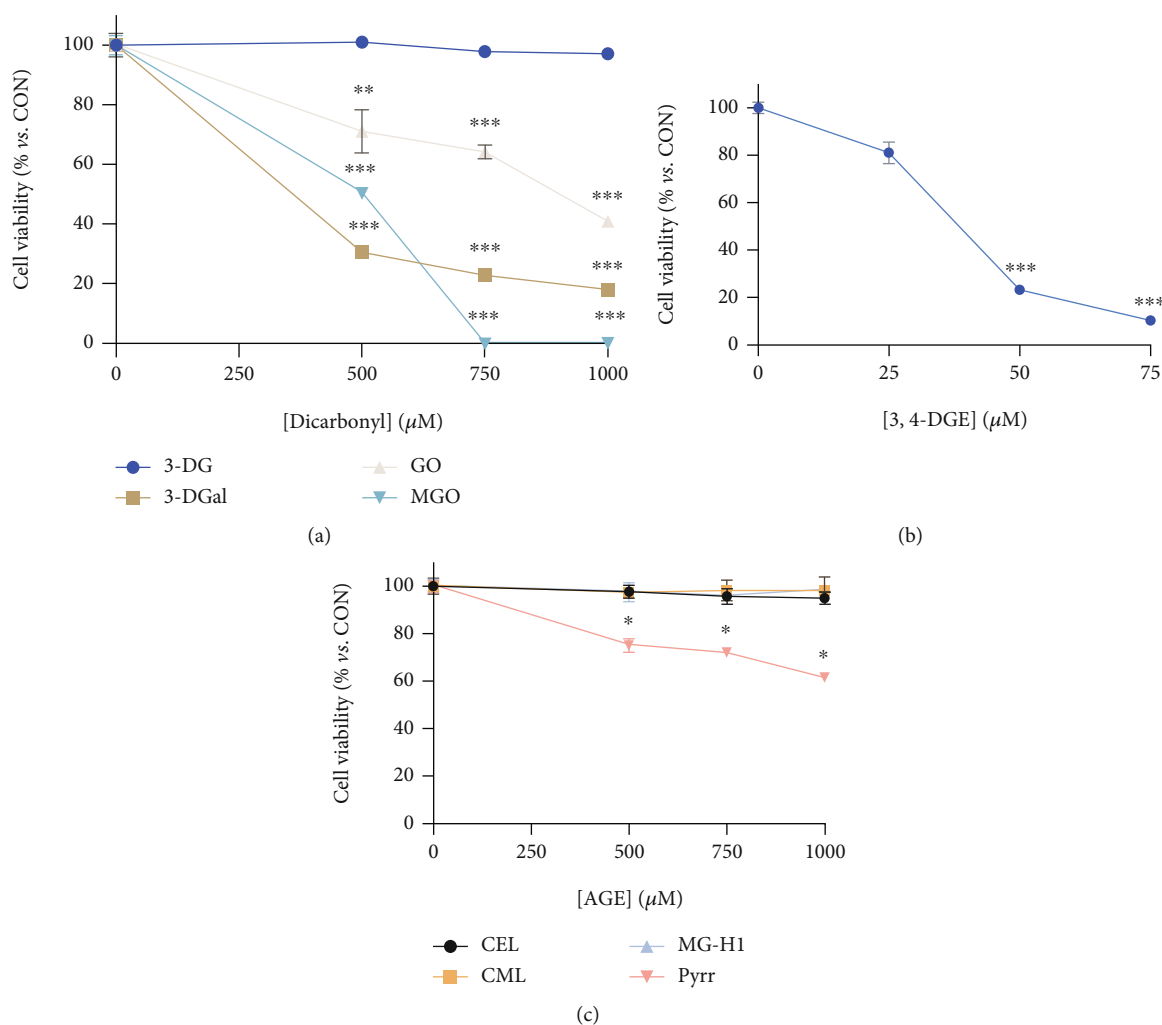 Cell viability (% vs. CON)
100
80
60
40
20
0
**
***
***
***
***
***
***
***
***
0
250
500
750
1000
[Dicarbonyl] (μM)
3-DG
GO
3-DGal
MGO
(a)
Cell viability (% vs. CON)
100
80
60
40
20
0
***
***
0
25
50
75
[3, 4-DGE] (μM)
(b)
Cell viability (% vs. CON)
100
80
60
40
20
0
*
*
*
0
250
500
750
1000
[AGE] (μM)
CEL
MG-H1
CML
Pyrr
(c)